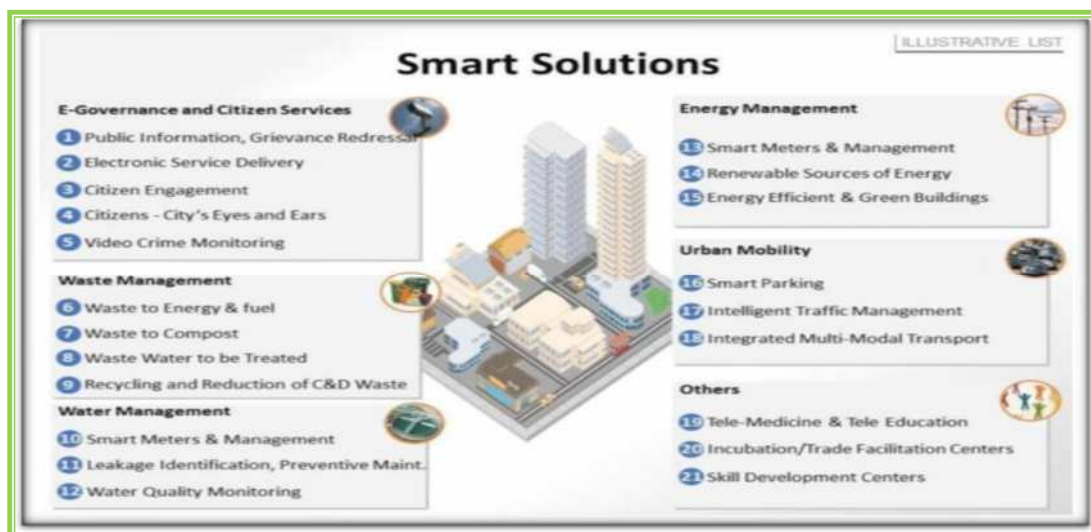 ILLUSTRATIVE LIST
Smart Solutions
E-Governance and Citizen Services
1 Public Information, Grievance Redressal
2 Electronic Service Delivery
3 Citizen Engagement
4 Citizens - City's Eyes and Ears
5 Video Crime Monitoring
Waste Management
6 Waste to Energy & fuel
7 Waste to Compost
8 Waste Water to be Treated
9 Recycling and Reduction of C&D Waste
Water Management
10 Smart Meters & Management
11 Leakage Identification, Preventive Maint.
12 Water Quality Monitoring
Energy Management
13 Smart Meters & Management
14 Renewable Sources of Energy
15 Energy Efficient & Green Buildings
Urban Mobility
16 Smart Parking
17 Intelligent Traffic Management
18 Integrated Multi-Modal Transport
Others
19 Tele-Medicine & Tele Education
20 Incubation/Trade Facilitation Centers
21 Skill Development Centers